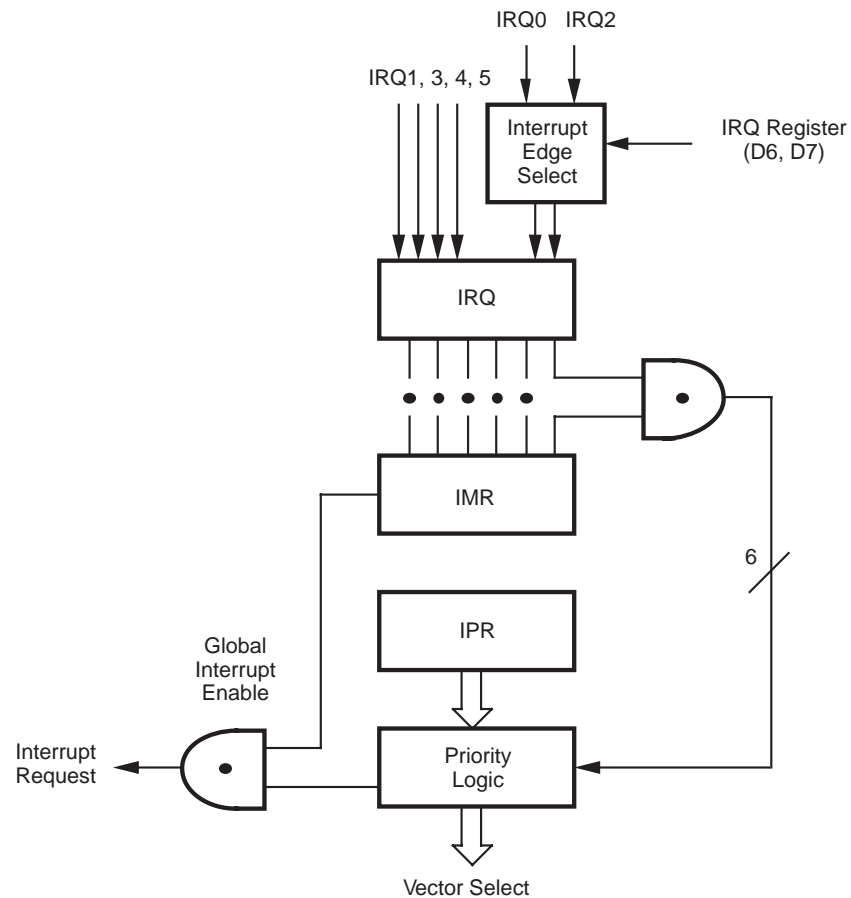 IRQ0 IRQ2
IRQ1, 3, 4, 5
Interrupt
Edge
Select
IRQ Register
(D6, D7)
IRQ
IMR
6
IPR
Global
Interrupt
Enable
Interrupt
Request
Priority
Logic
Vector Select